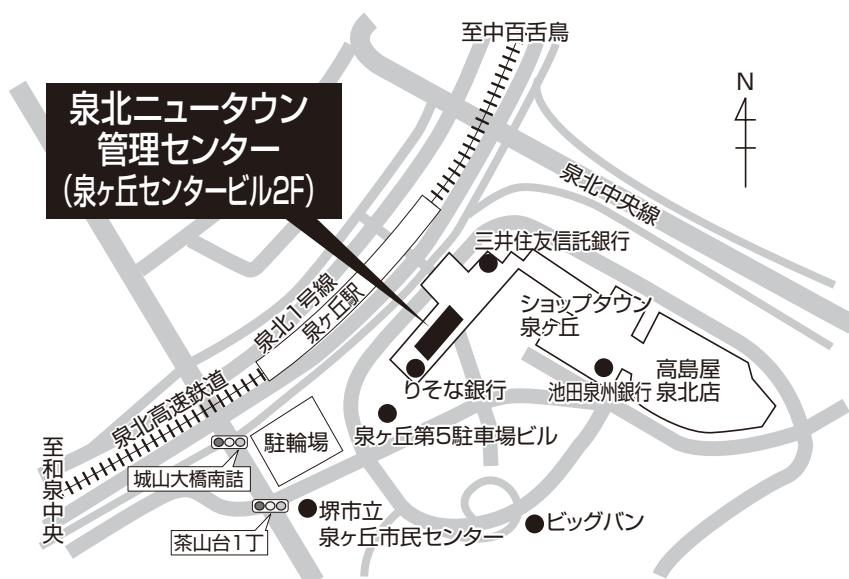 至中百舌鳥
N
泉北ニュータウン
管理センター
（泉ヶ丘センタービル2F）
泉北中央線
三井住友信託銀行
泉北1号線
泉ヶ丘駅
ショップタウン
泉ヶ丘
高島屋
泉北店
池田泉州銀行
りそな銀行
泉北高速鉄道
泉ヶ丘第5駐車場ビル
駐輪場
至和泉中央
城山大橋南詰
堺市立
泉ヶ丘市民センター
ビッグバン
茶山台1丁